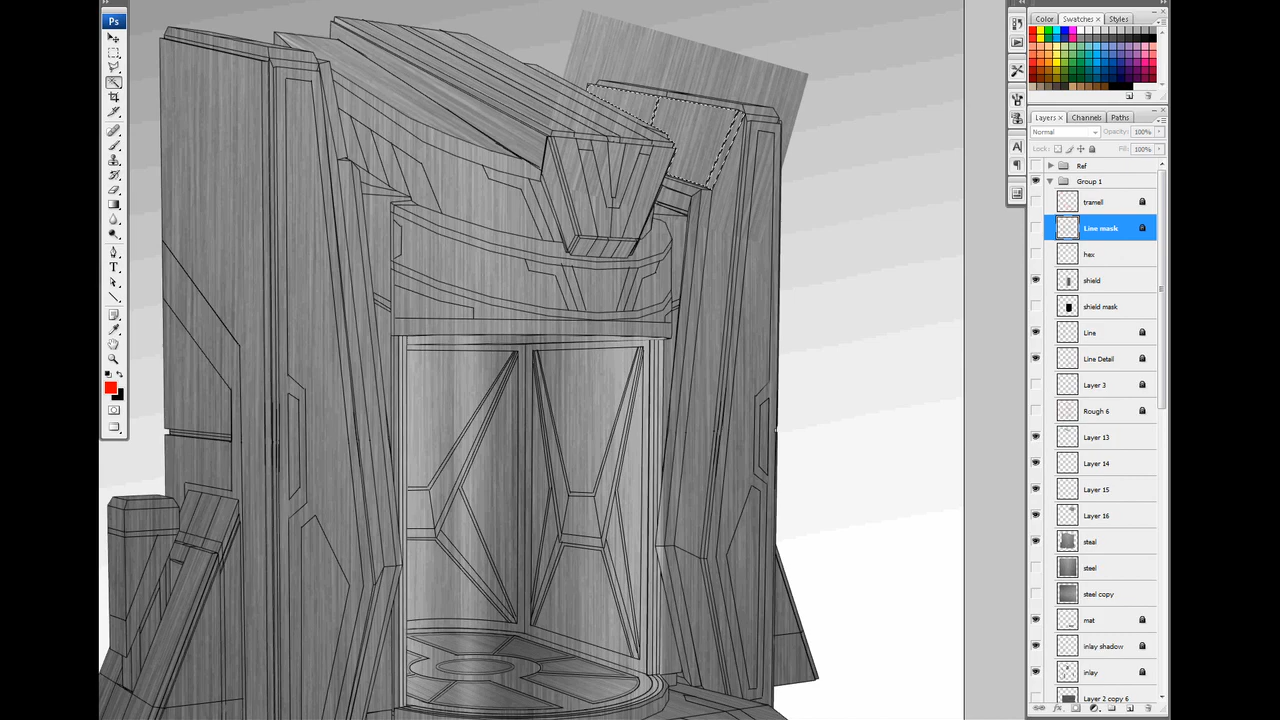 Ps
T
A
Color Swatches × Styles
Layers × Channels Paths
Normal Opacity: 100%
Lock: Fill: 100%
Ref
Group 1
tramell
Line mask
hex
shield
shield mask
Line
Line Detail
Layer 3
Rough 6
Layer 13
Layer 14
Layer 15
Layer 16
steal
steel
steel copy
mat
inlay shadow
inlay
Layer 2 copy 6
fx